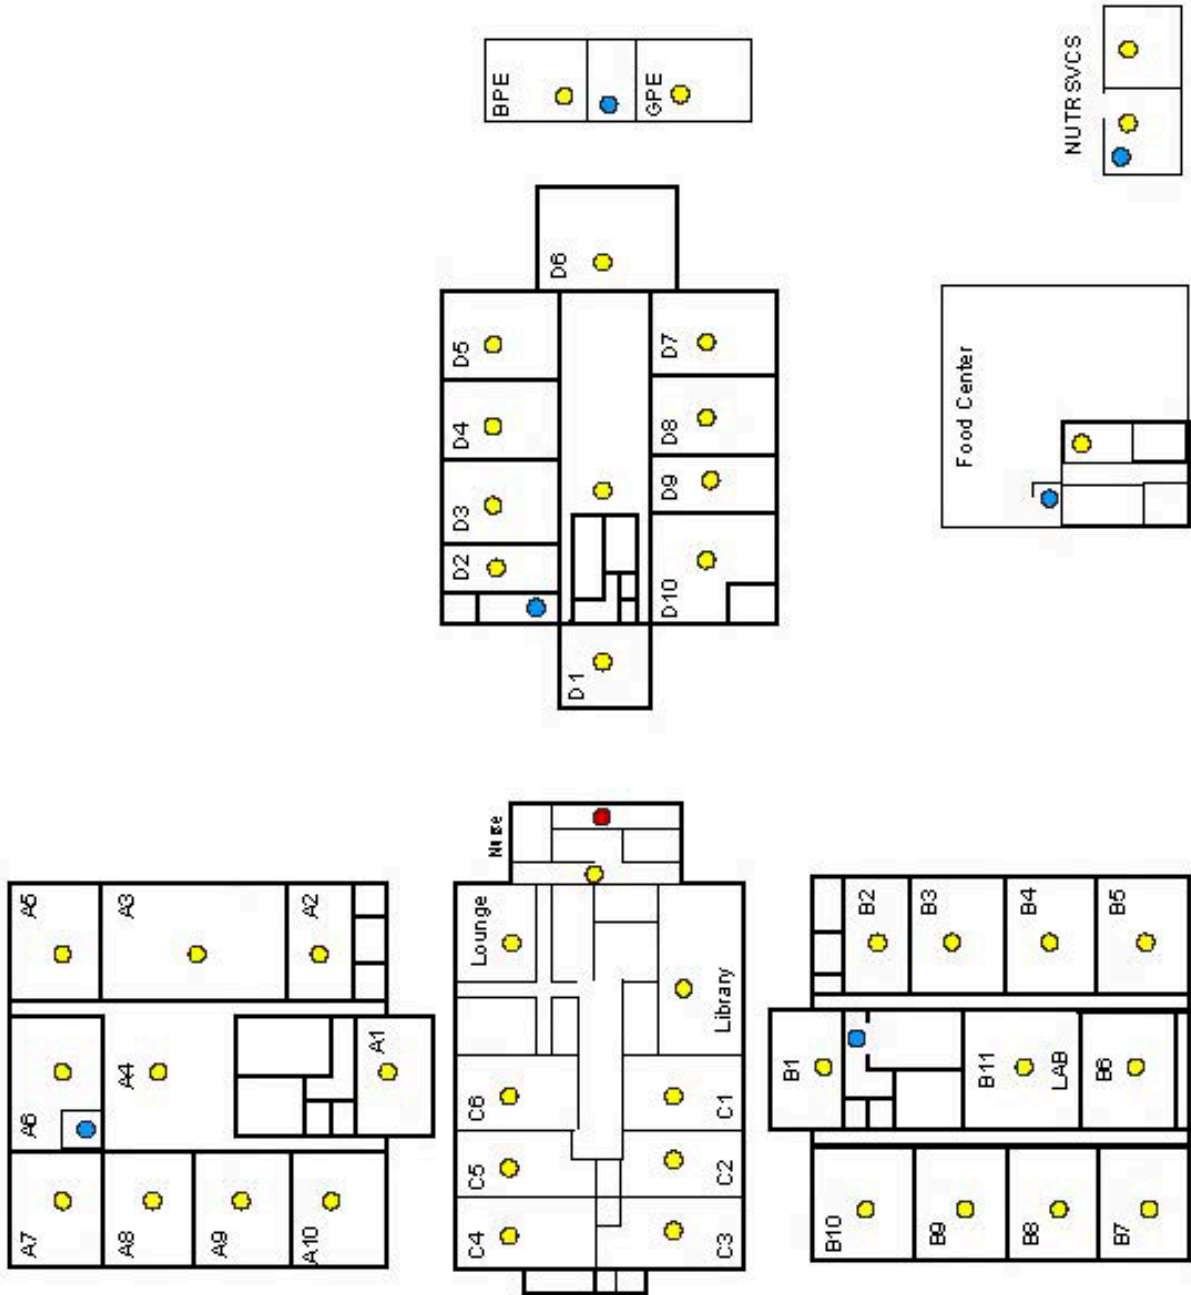 BPE
GPE
NUTR SVCS
D6
D5
D4
D3
D2
D7
D8
D9
D10
D1
Food Center
Nurse
Lounge
Library
C6
C5
C4
C1
C2
C3
A5
A3
A2
A6
A4
A1
A7
A8
A9
A10
B2
B3
B4
B5
B1
B11
LAB
B6
B10
B9
B8
B7